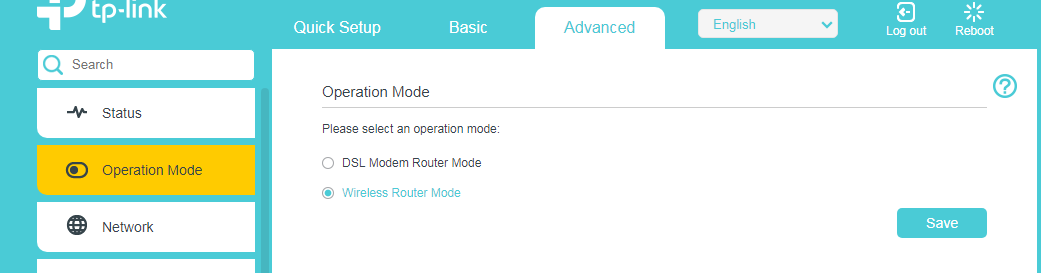 tp-link
Quick Setup
Basic
Advanced
English
Log out
Reboot
Search
Status
Operation Mode
Network
Operation Mode
Please select an operation mode:
DSL Modem Router Mode
Wireless Router Mode
Save